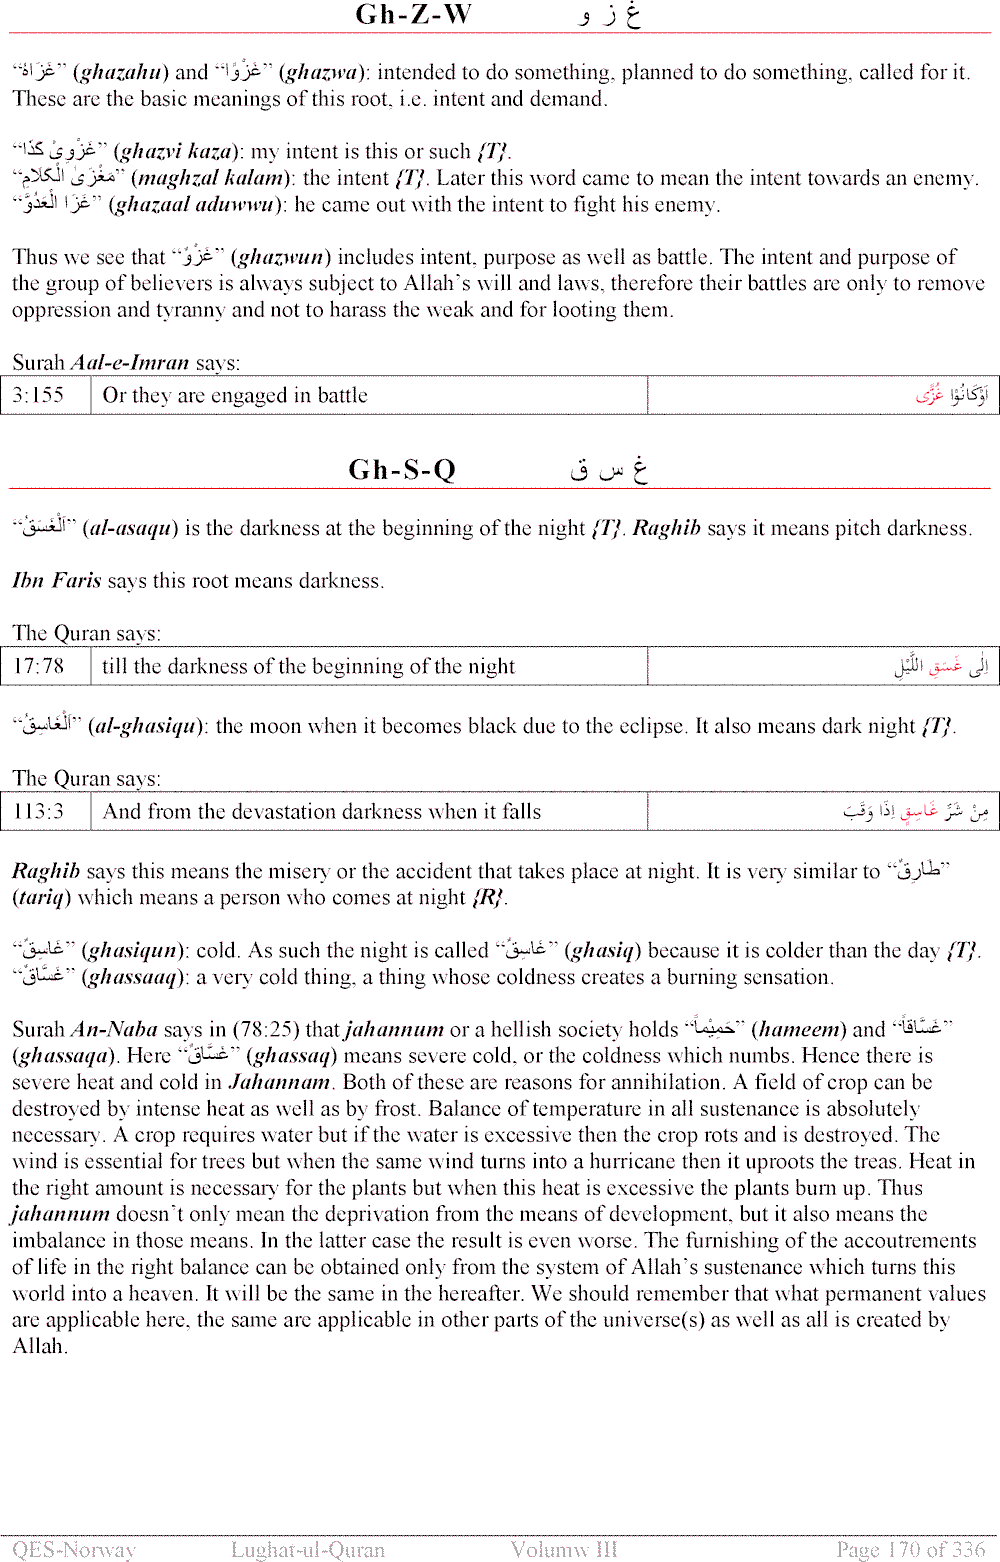 Gh-Z-W غ ز و
“غَزَاهُ” (ghazahu) and “غَزْوًا” (ghazwa): intended to do something, planned to do something, called for it.
These are the basic meanings of this root, i.e. intent and demand.
“غَزْوِىْ كَذَا” (ghazvi kaza): my intent is this or such {T}.
“مَغْزَىٰ الْكَلَامِ” (maghzal kalam): the intent {T}. Later this word came to mean the intent towards an enemy.
“غَزَا الْعَدُوَّ” (ghazaal aduwwu): he came out with the intent to fight his enemy.
Thus we see that “غَزْوٌ” (ghazwun) includes intent, purpose as well as battle. The intent and purpose of
the group of believers is always subject to Allah’s will and laws, therefore their battles are only to remove
oppression and tyranny and not to harass the weak and for looting them.
Surah Aal-e-Imran says:
3:155 Or they are engaged in battle اَوْكَانُوْا غُزًّى
Gh-S-Q غ س ق
“اَلْغَسَقُ” (al-asaqu) is the darkness at the beginning of the night {T}. Raghib says it means pitch darkness.
Ibn Faris says this root means darkness.
The Quran says:
17:78 till the darkness of the beginning of the night اِلٰى غَسَقِ اللَّيْلِ
“اَلْغَاسِقُ” (al-ghasiqu): the moon when it becomes black due to the eclipse. It also means dark night {T}.
The Quran says:
113:3 And from the devastation darkness when it falls مِنْ شَرِّ غَاسِقٍ اِذَا وَقَبَ
Raghib says this means the misery or the accident that takes place at night. It is very similar to “طَارِقٌ”
(tariq) which means a person who comes at night {R}.
“غَاسِقٌ” (ghasiqun): cold. As such the night is called “غَاسِقٌ” (ghasiq) because it is colder than the day {T}.
“غَسَّاقٌ” (ghassaaq): a very cold thing, a thing whose coldness creates a burning sensation.
Surah An-Naba says in (78:25) that jahannum or a hellish society holds “حَمِيْماً” (hameem) and “غَسَّاقاً”
(ghassaqa). Here “غَسَّاقٌ” (ghassaq) means severe cold, or the coldness which numbs. Hence there is
severe heat and cold in Jahannam. Both of these are reasons for annihilation. A field of crop can be
destroyed by intense heat as well as by frost. Balance of temperature in all sustenance is absolutely
necessary. A crop requires water but if the water is excessive then the crop rots and is destroyed. The
wind is essential for trees but when the same wind turns into a hurricane then it uproots the treas. Heat in
the right amount is necessary for the plants but when this heat is excessive the plants burn up. Thus
jahannum doesn’t only mean the deprivation from the means of development, but it also means the
imbalance in those means. In the latter case the result is even worse. The furnishing of the accoutrements
of life in the right balance can be obtained only from the system of Allah’s sustenance which turns this
world into a heaven. It will be the same in the hereafter. We should remember that what permanent values
are applicable here, the same are applicable in other parts of the universe(s) as well as all is created by
Allah.
QES-Norway Lughat-ul-Quran Volumw III Page 170 of 336